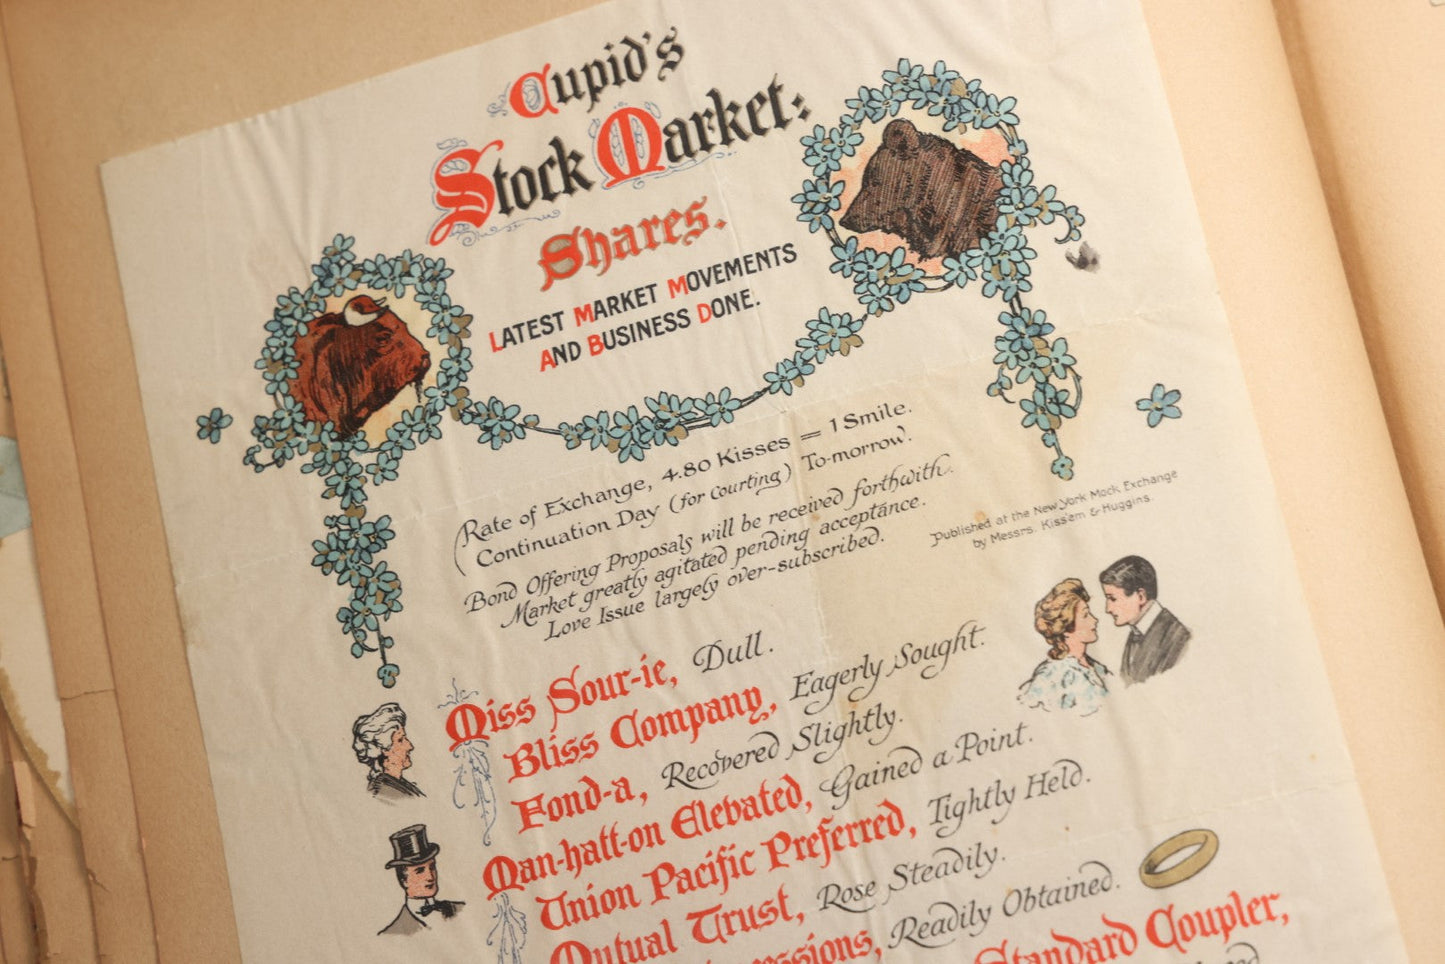 Cupid's
Stock Market:
Shares.
Latest Market Movements
and Business Done.
Rate of Exchange, 4.80 Kisses = 1 Smile.
Continuation Day (for courting) To-morrow.
Bond Offering Proposals will be received forthwith.
Market greatly agitated pending acceptance.
Love Issue largely over-subscribed.
Published at the New York Mock Exchange
by Messrs. Kiss'em & Huggins.
Miss Sour-ie, Dull.
Bliss Company, Eagerly Sought.
Fond-a, Recovered Slightly.
Man-hatt-on Elevated, Gained a Point.
Union Pacific Preferred, Tightly Held.
Mutual Trust, Rose Steadily.
Readily Obtained.
Standard Coupler,